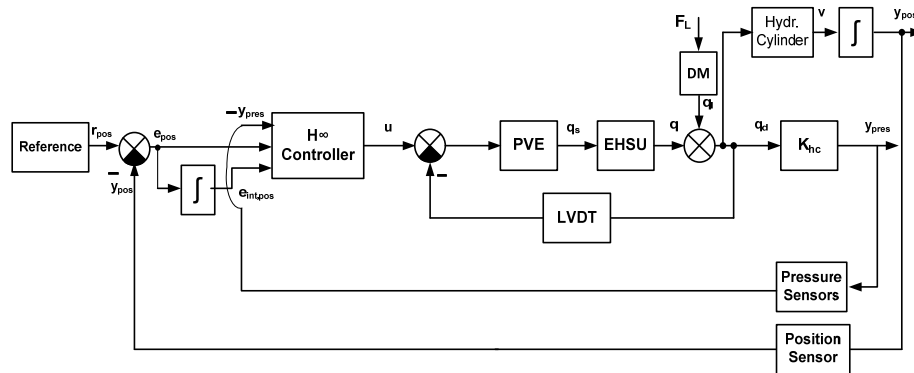 F_L
Hydr.
Cylinder
v
∫
y_pos
DM
q_l
Reference
r_pos
e_pos
−
y_pos
∫
−y_pres
e_int,pos
H∞
Controller
u
−
PVE
q_s
EHSU
q
q_d
K_hc
y_pres
LVDT
Pressure
Sensors
Position
Sensor